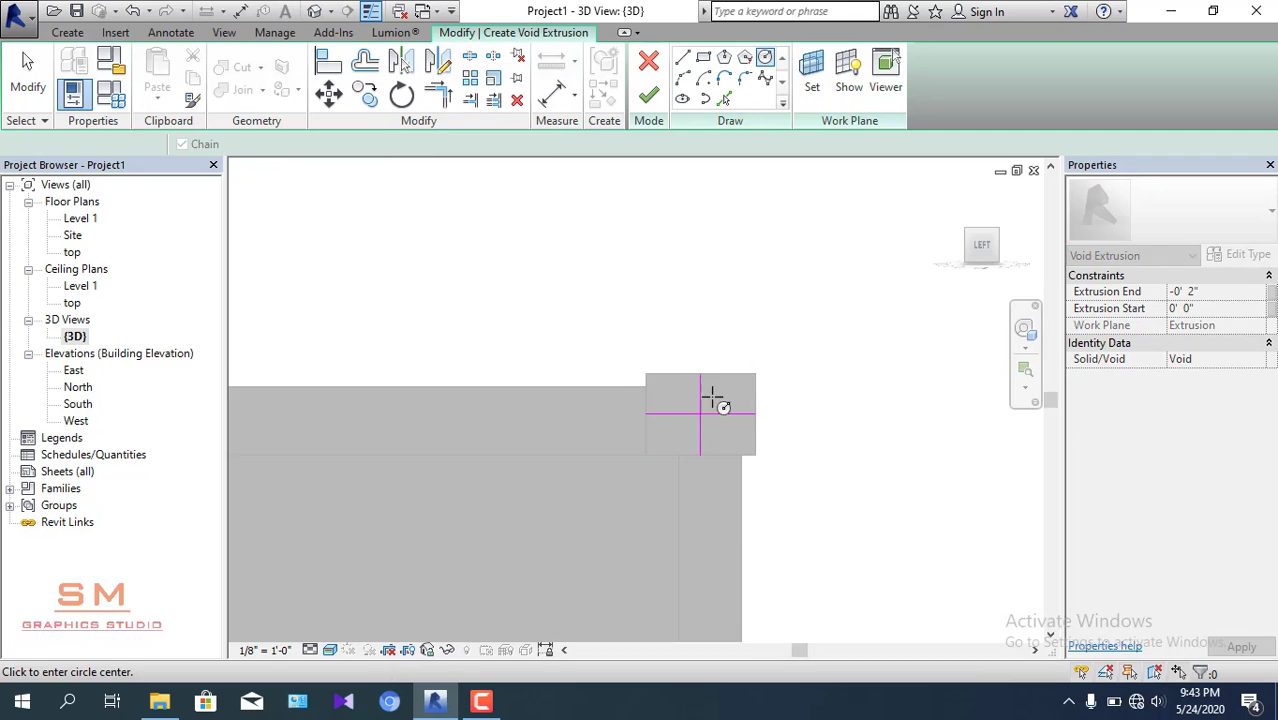 Project1 - 3D View: {3D}
Type a keyword or phrase
Sign In
Create
Insert
Annotate
View
Manage
Add-Ins
Lumion®
Modify | Create Void Extrusion
Modify
Paste
Cut
Join
Set
Show
Viewer
Select
Properties
Clipboard
Geometry
Modify
Measure
Create
Mode
Draw
Work Plane
Chain
Project Browser - Project1
Views (all)
Floor Plans
Level 1
Site
top
Ceiling Plans
Level 1
top
3D Views
{3D}
Elevations (Building Elevation)
East
North
South
West
Legends
Schedules/Quantities
Sheets (all)
Families
Groups
Revit Links
SM
GRAPHICS STUDIO
LEFT
Properties
Void Extrusion
Edit Type
Constraints
Extrusion End
-0' 2"
Extrusion Start
0' 0"
Work Plane
Extrusion
Identity Data
Solid/Void
Void
Activate Windows
Go to Settings to activate Windows.
Properties help
Apply
1/8" = 1'-0"
Click to enter circle center.
:0
9:43 PM
5/24/2020
4